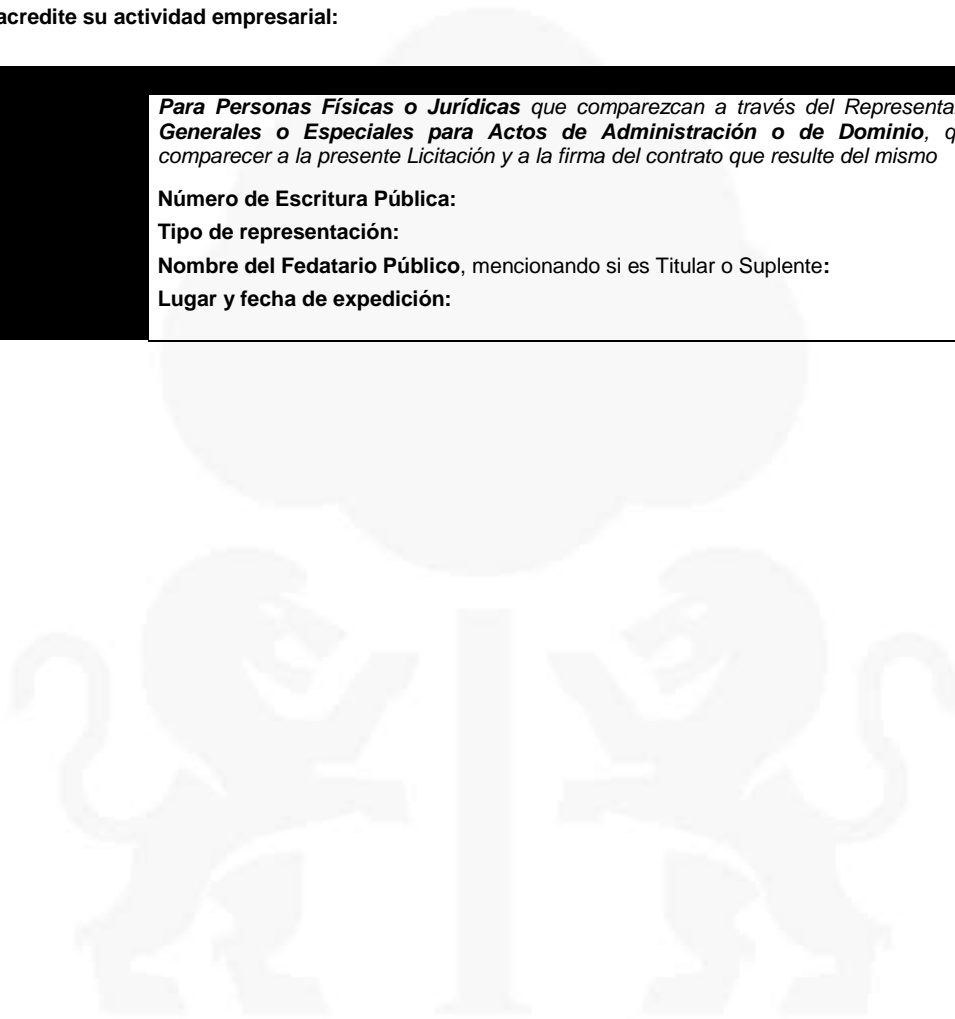 acredite su actividad empresarial:
Para Personas Físicas o Jurídicas que comparezcan a través del
Generales o Especiales para Actos de Administración o de Dominio,
comparecer a la presente Licitación y a la firma del contrato que resulte del mismo
Número de Escritura Pública:
Tipo de representación:
Nombre del Fedatario Público, mencionando si es Titular o Suplente:
Lugar y fecha de expedición: